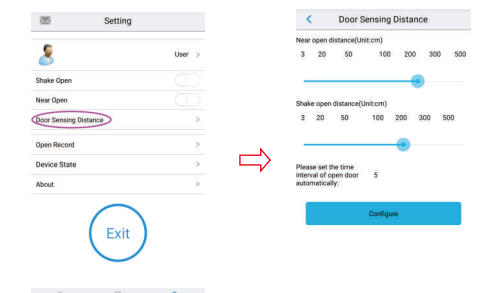 Setting
User >
Shake Open
Near Open
Door Sensing Distance >
Open Record >
Device State >
About >
Exit
Door Sensing Distance
Near open distance(Unit:cm)
3 20 50 100 200 300 500
Shake open distance(Unit:cm)
3 20 50 100 200 300 500
Please set the time
interval of open door 5
automatically:
Configure